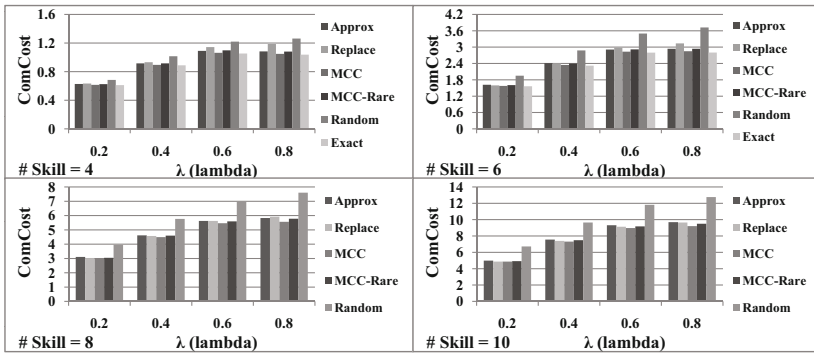 ComCost
1.6
1.2
0.8
0.4
0
0.2 0.4 0.6 0.8
# Skill = 4
λ (lambda)
Approx
Replace
MCC
MCC-Rare
Random
Exact
ComCost
4.2
3.6
3
2.4
1.8
1.2
0.6
0
0.2 0.4 0.6 0.8
# Skill = 6
λ (lambda)
Approx
Replace
MCC
MCC-Rare
Random
Exact
ComCost
8
7
6
5
4
3
2
1
0
0.2 0.4 0.6 0.8
# Skill = 8
λ (lambda)
Approx
Replace
MCC
MCC-Rare
Random
ComCost
14
12
10
8
6
4
2
0
0.2 0.4 0.6 0.8
# Skill = 10
λ (lambda)
Approx
Replace
MCC
MCC-Rare
Random